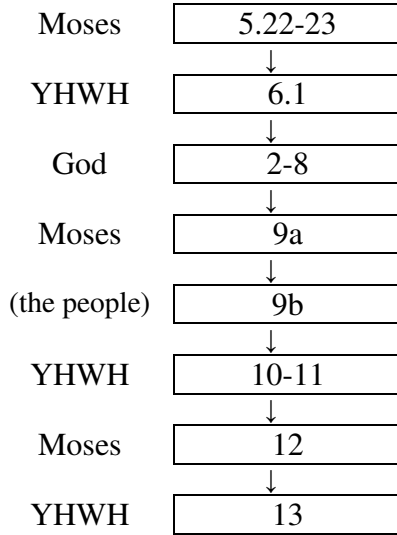 Moses 5.22-23
↓
YHWH 6.1
↓
God 2-8
↓
Moses 9a
↓
(the people) 9b
↓
YHWH 10-11
↓
Moses 12
↓
YHWH 13